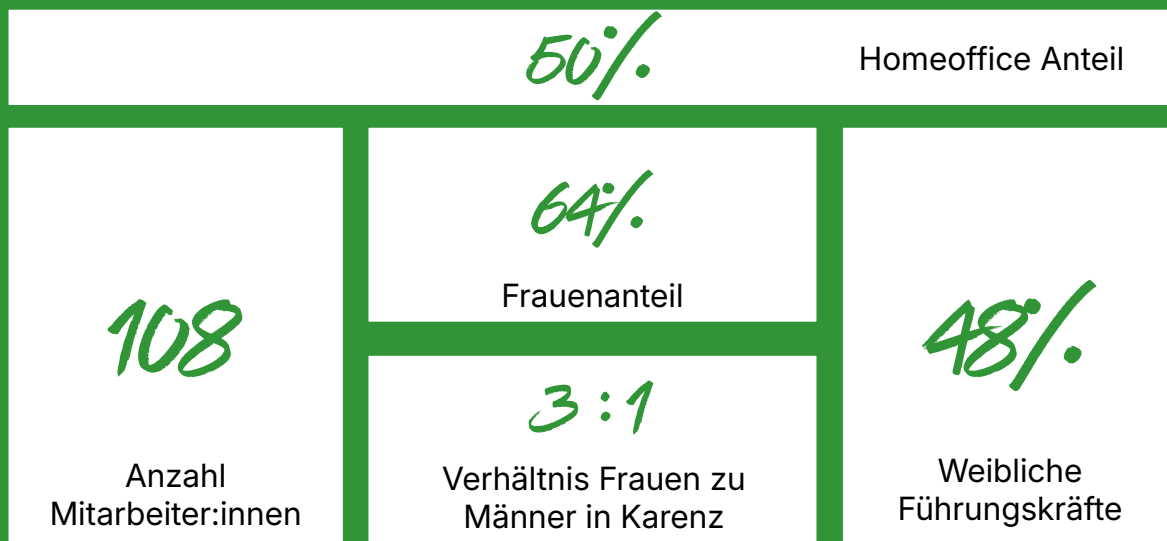 50% Homeoffice Anteil
108
Anzahl
Mitarbeiter:innen
64%
Frauenanteil
3:1
Verhältnis Frauen zu
Männer in Karenz
48%
Weibliche
Führungskräfte